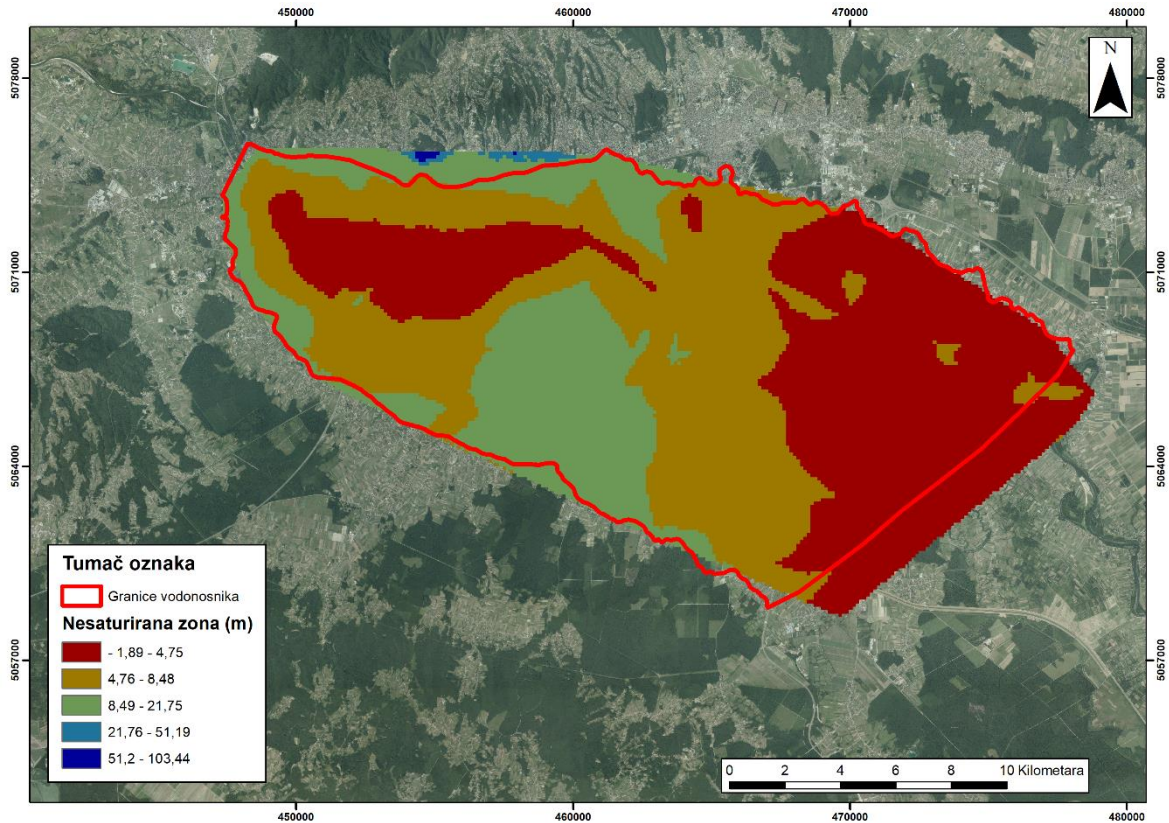 450000 460000 470000 480000
5078000 5078000
N
5071000 5071000
5064000 5064000
5057000 5057000
Tumač oznaka
Granice vodonosnika
Nesaturirana zona (m)
- 1,89 - 4,75
4,76 - 8,48
8,49 - 21,75
21,76 - 51,19
51,2 - 103,44
0 2 4 6 8 10 Kilometara
450000 460000 470000 480000